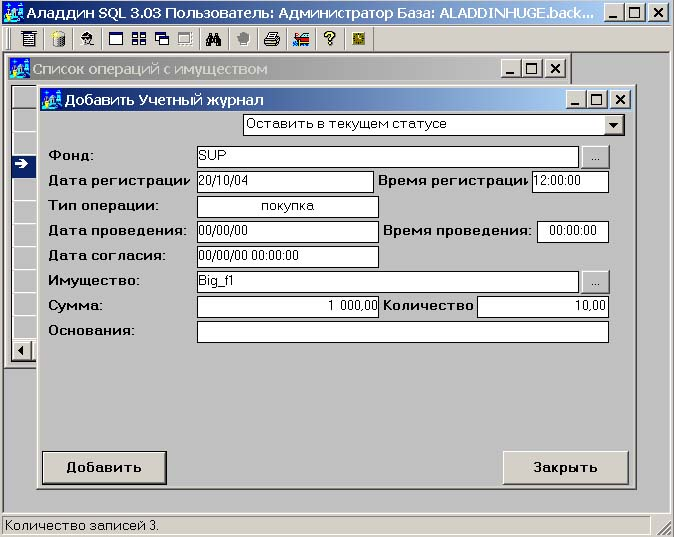 Аладдин SQL 3.03 Пользователь: Администратор База: ALADDINHUGE.back...
Список операций с имуществом
Добавить Учетный журнал
Оставить в текущем статусе
Фонд: SUP ...
Дата регистрации 20/10/04 Время регистраци 12:00:00
Тип операции: покупка
Дата проведения: 00/00/00 Время проведения: 00:00:00
Дата согласия: 00/00/00 00:00:00
Имущество: Big_f1 ...
Сумма: 1 000,00 Количество 10,00
Основания:
Добавить Закрыть
Количество записей 3.